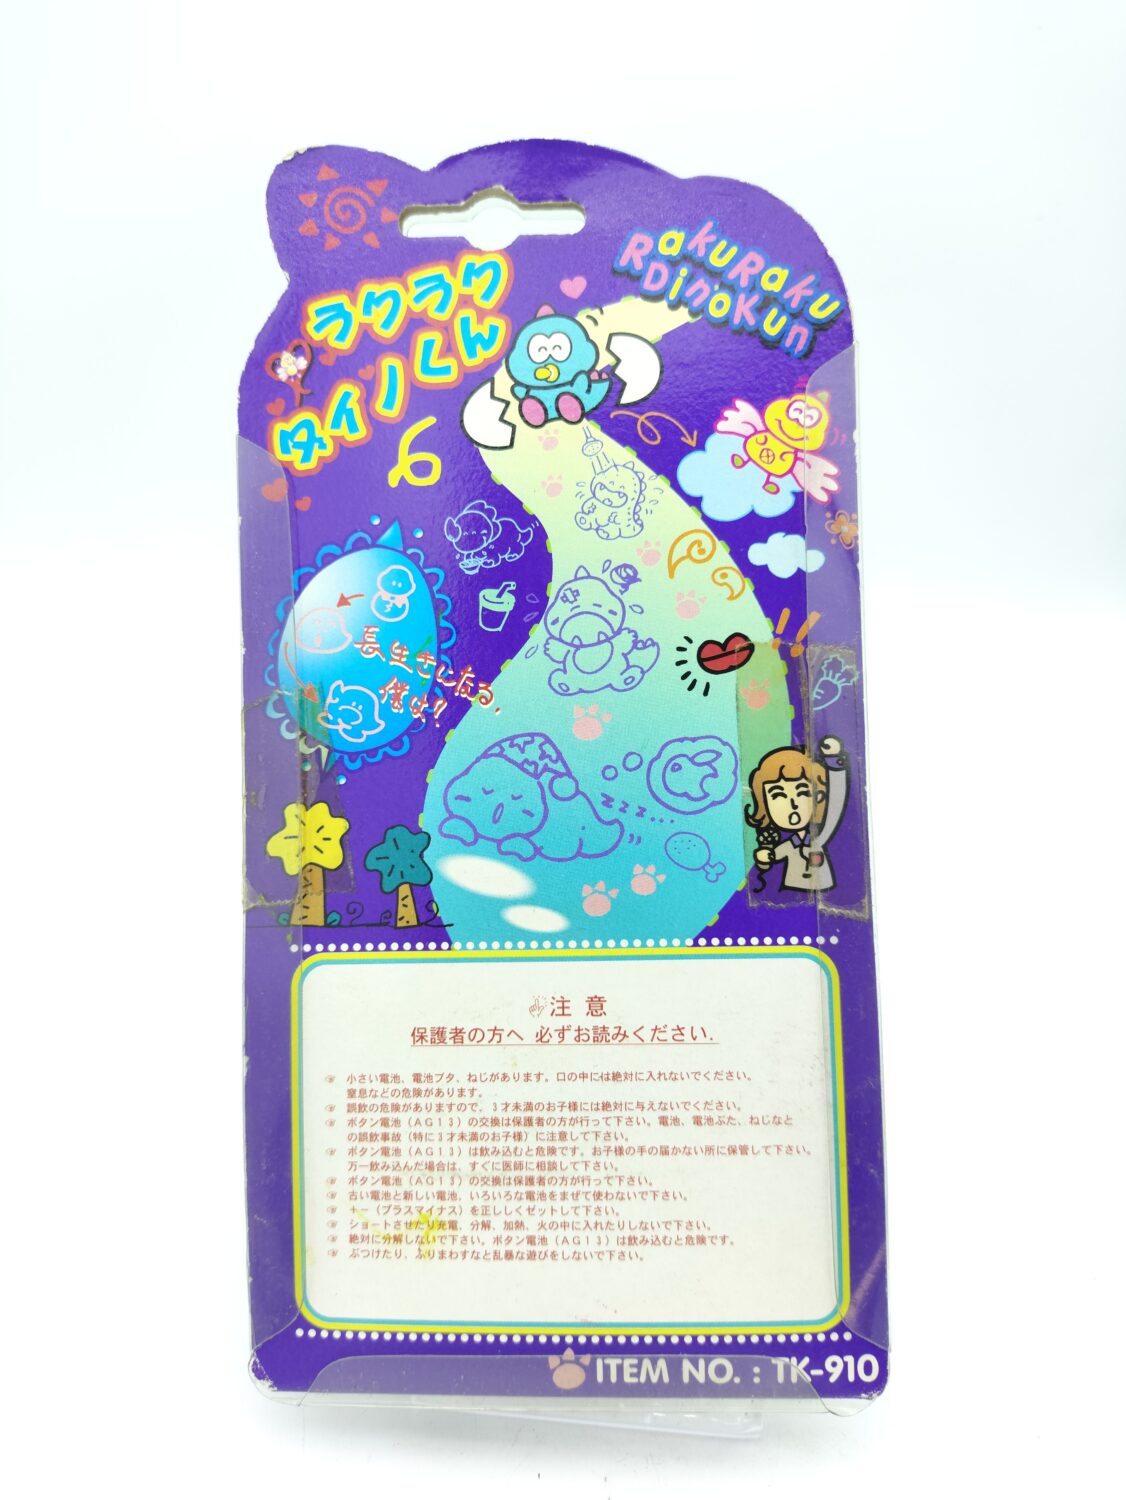 ラクラク
ダイノくん
RakuRaku
DinoKun
長生きになる,
僕は?
zzz...
注 意
保護者の方へ 必ずお読みください.
小さい電池、電池ブタ、ねじがあります。口の中には絶対に入れないでください。
窒息などの危険があります。
誤飲の危険がありますので、3才未満のお子様には絶対に与えないでください。
ボタン電池(AG13)の交換は保護者の方が行って下さい。電池、電池ぶた、ねじなと
の誤飲事故(特に3才未満のお子様)に注意して下さい。
ボタン電池(AG13)は飲み込むと危険です。お子様の手の届かない所に保管して下さい。
万一飲み込んだ場合は、すぐに医師に相談して下さい。
ボタン電池(AG13)の交換は保護者の方が行って下さい。
古い電池と新しい電池、いろいろな電池をまぜて使わないで下さい。
+-(プラスマイナス)を正ししくゼットして下さい。
ショートさせたり充電、分解、加熱、火の中に入れたりしないで下さい。
絶対に分解しないで下さい。ボタン電池(AG13)は飲み込むと危険です。
ぶつけたり、ふりまわすなと乱暴な遊びをしないで下さい。
ITEM NO. : TK-910